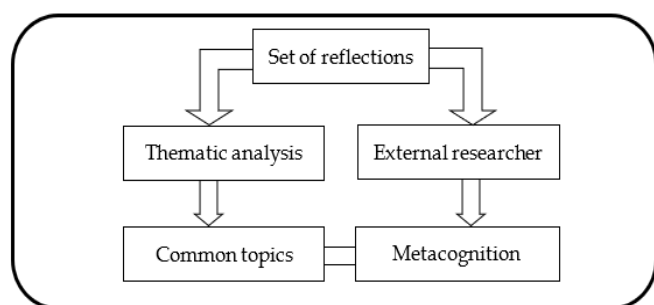 Set of reflections
Thematic analysis
External researcher
Common topics
Metacognition